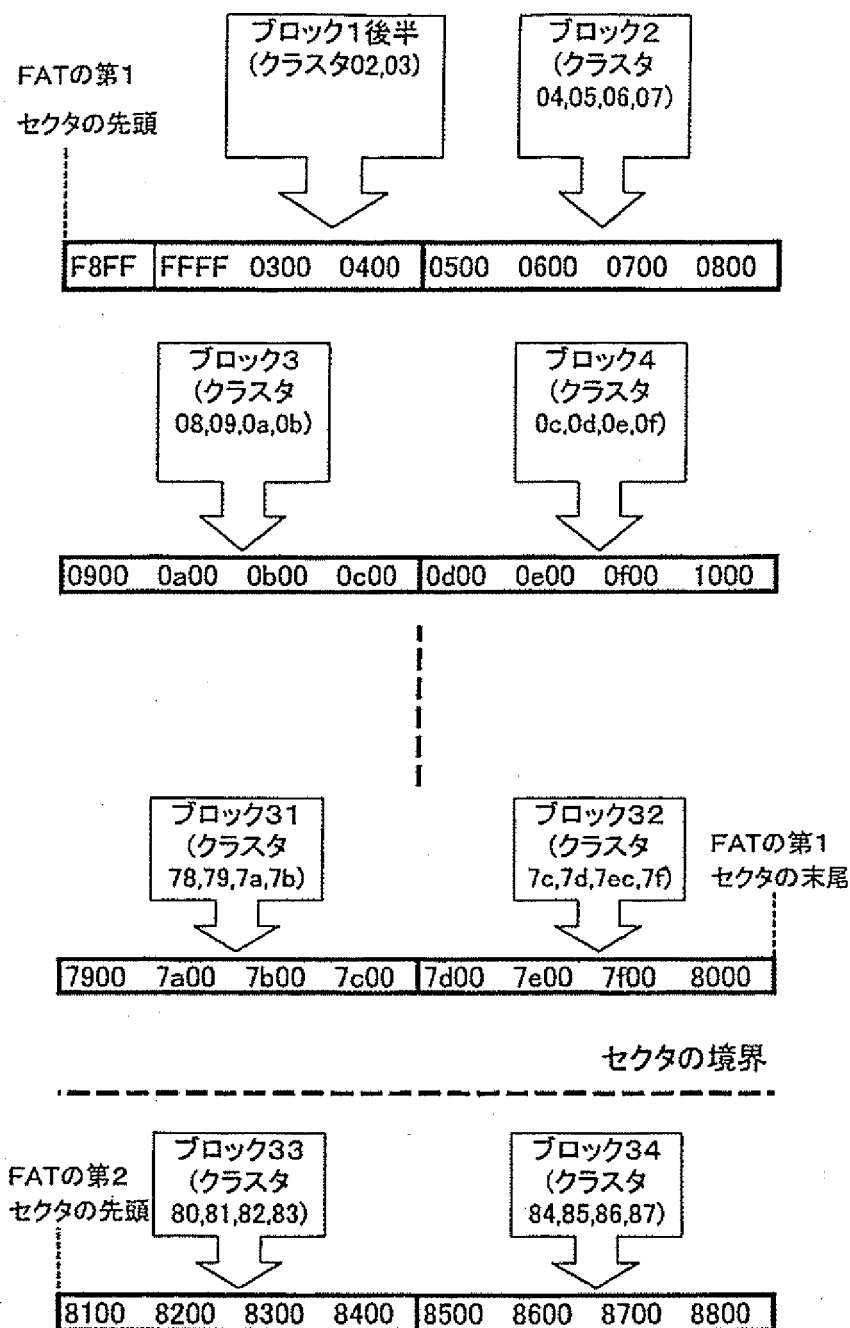 FATの第1
セクタの先頭
ブロック1後半
(クラスタ02,03)
ブロック2
(クラスタ
04,05,06,07)
F8FF FFFF 0300 0400 0500 0600 0700 0800
ブロック3
(クラスタ
08,09,0a,0b)
ブロック4
(クラスタ
0c,0d,0e,0f)
0900 0a00 0b00 0c00 0d00 0e00 0f00 1000
ブロック31
(クラスタ
78,79,7a,7b)
ブロック32
(クラスタ
7c,7d,7ec,7f)
FATの第1
セクタの末尾
7900 7a00 7b00 7c00 7d00 7e00 7f00 8000
セクタの境界
FATの第2
セクタの先頭
ブロック33
(クラスタ
80,81,82,83)
ブロック34
(クラスタ
84,85,86,87)
8100 8200 8300 8400 8500 8600 8700 8800